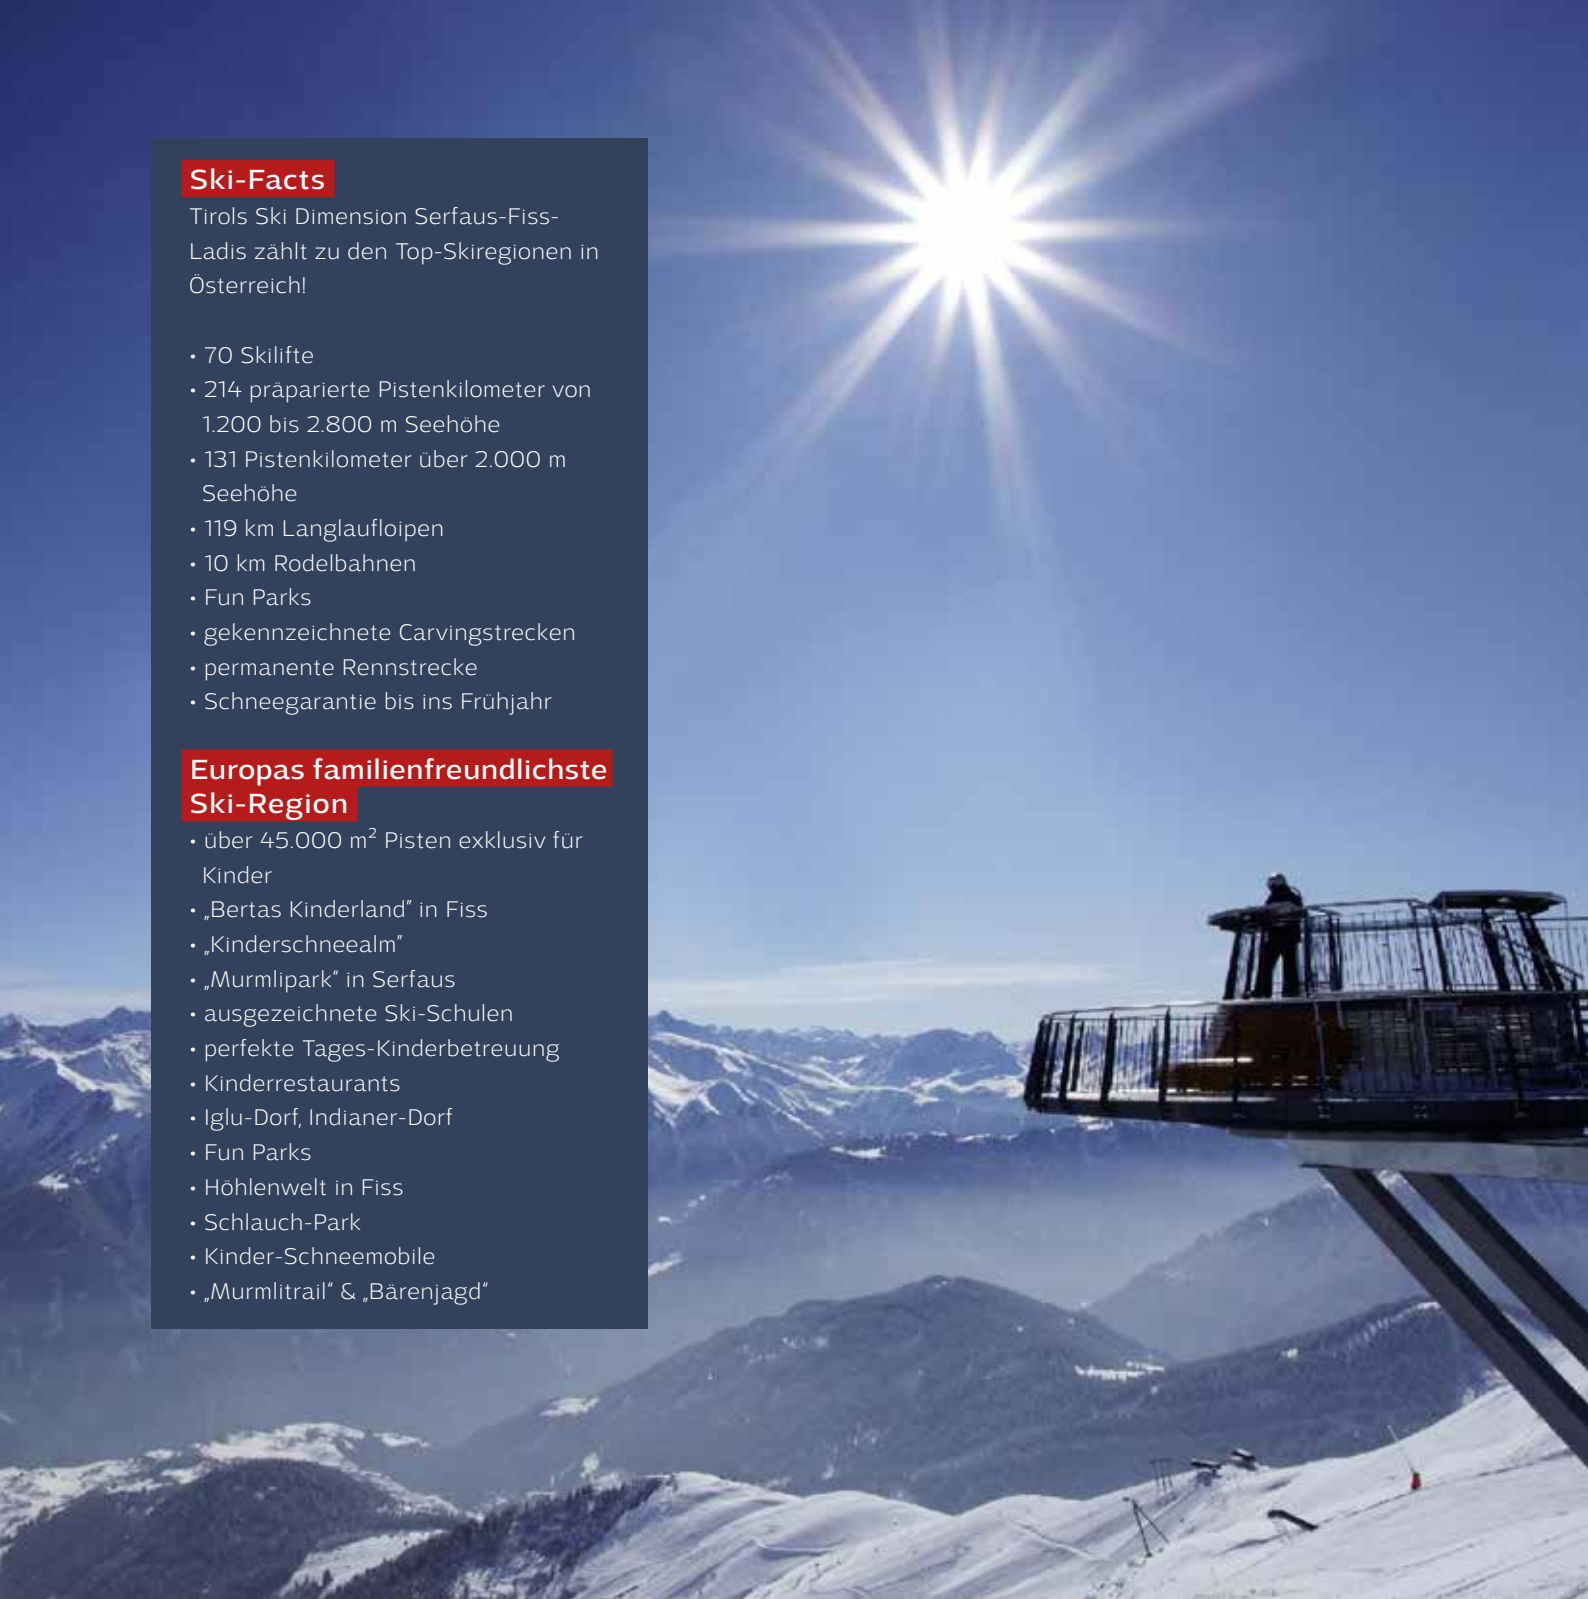 Ski-Facts
Tirols Ski Dimension Serfaus-Fiss-
Ladis zählt zu den Top-Skiregionen in
Österreich!
• 70 Skilifte
• 214 präparierte Pistenkilometer von
1.200 bis 2.800 m Seehöhe
• 131 Pistenkilometer über 2.000 m
Seehöhe
• 119 km Langlaufloipen
• 10 km Rodelbahnen
• Fun Parks
• gekennzeichnete Carvingstrecken
• permanente Rennstrecke
• Schneegarantie bis ins Frühjahr
Europas familienfreundlichste
Ski-Region
• über 45.000 m² Pisten exklusiv für
Kinder
• „Bertas Kinderland” in Fiss
• „Kinderschneealm”
• „Murmlipark“ in Serfaus
• ausgezeichnete Ski-Schulen
• perfekte Tages-Kinderbetreuung
• Kinderrestaurants
• Iglu-Dorf, Indianer-Dorf
• Fun Parks
• Höhlenwelt in Fiss
• Schlauch-Park
• Kinder-Schneemobile
• „Murmlitrail“ & „Bärenjagd“